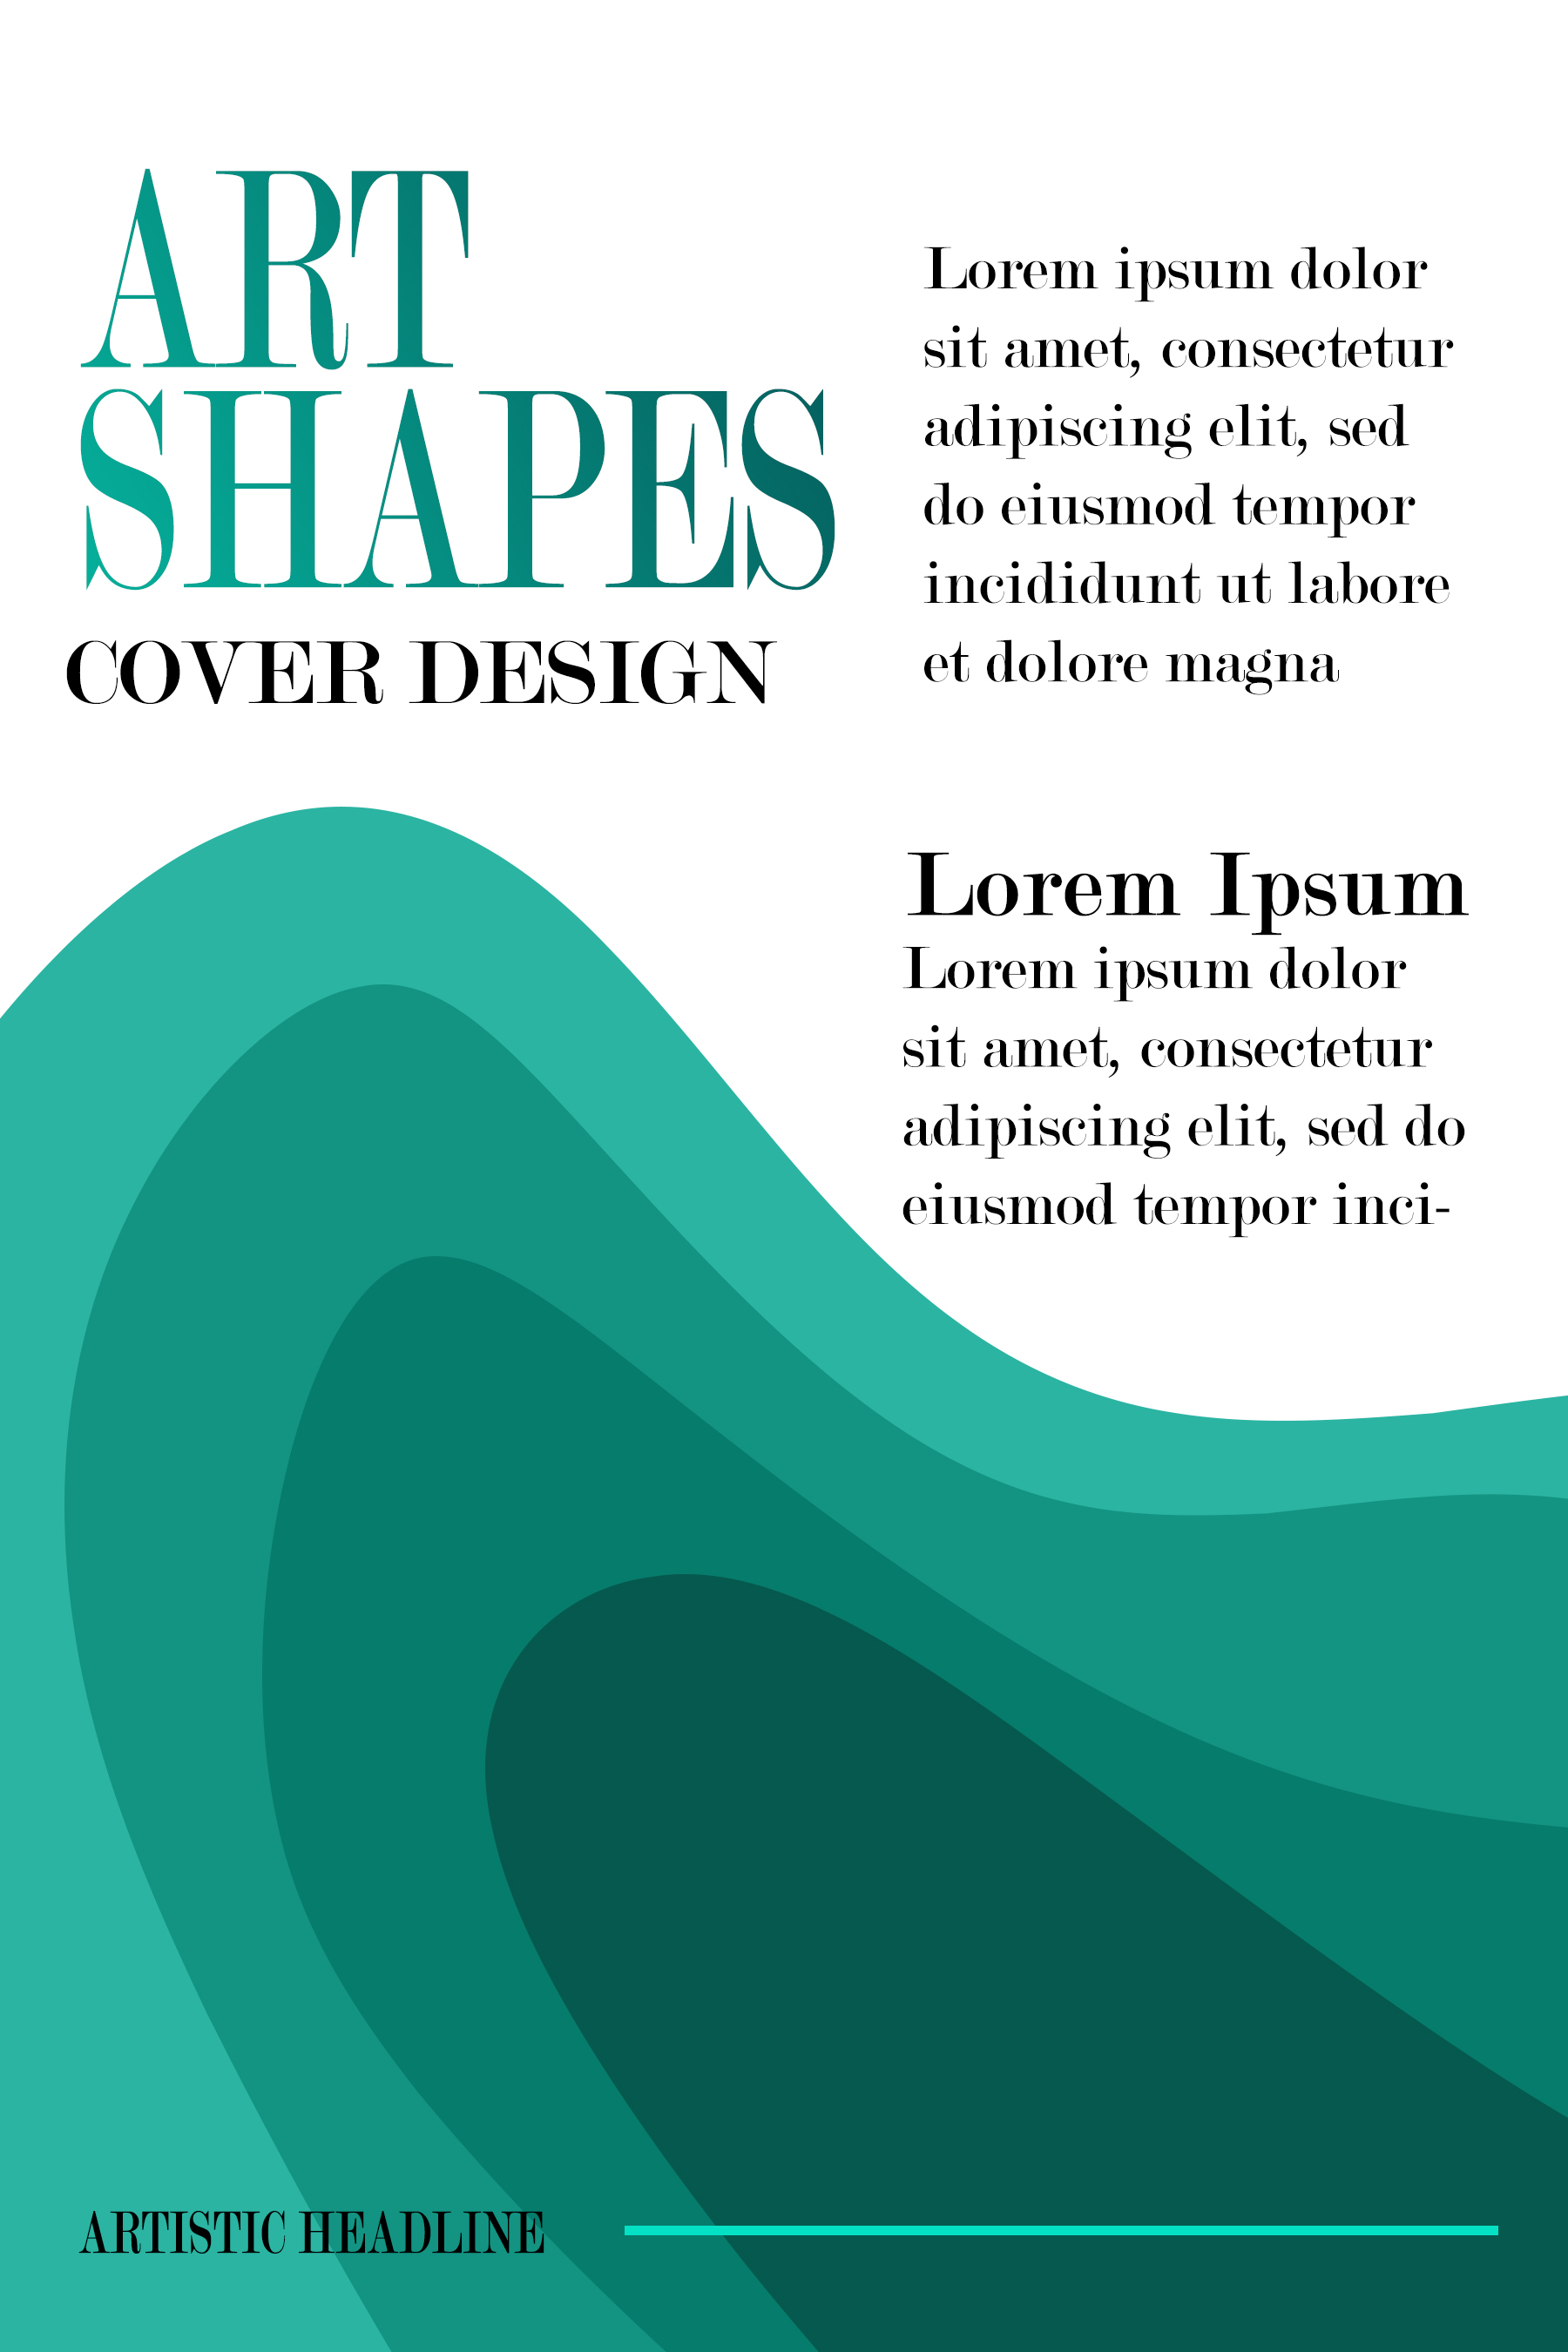 ART
SHAPES
COVER DESIGN
Lorem ipsum dolor
sit amet, consectetur
adipiscing elit, sed
do eiusmod tempor
incididunt ut labore
et dolore magna
Lorem Ipsum
Lorem ipsum dolor
sit amet, consectetur
adipiscing elit, sed do
eiusmod tempor inci-
ARTISTIC HEADLINE